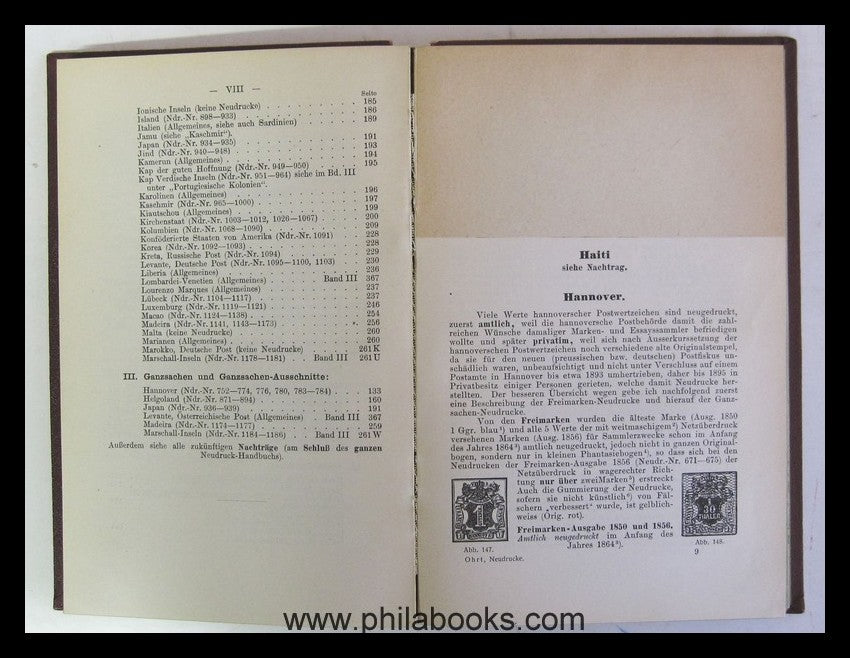 — VIII —
Seite
Ionische Inseln (keine Neudrucke) . . . . . . . . . 185
Island (Ndr.-Nr. 898—933) . . . . . . . . . . . 186
Italien (Allgemeines, siehe auch Sardinien) . . . . . . 189
Jamu (siehe „Kaschmir“).
Japan (Ndr.-Nr. 934—935) . . . . . . . . . . . 191
Jind (Ndr.-Nr. 940—948) . . . . . . . . . . . 193
Kamerun (Allgemeines) . . . . . . . . . . . . 194
Kap der guten Hoffnung (Ndr.-Nr. 949—950) . . . . . . 195
Kap Verdische Inseln (Ndr.-Nr. 951—964) siehe im Bd. III
unter „Portugiesische Kolonien“.
Karolinen (Allgemeines) . . . . . . . . . . . 196
Kaschmir (Ndr.-Nr. 965—1000) . . . . . . . . . 197
Kiautschou (Allgemeines) . . . . . . . . . . . 199
Kirchenstaat (Ndr.-Nr. 1003—1012, 1026—1067) . . . . 200
Kolumbien (Ndr.-Nr. 1068—1090) . . . . . . . . 209
Konföderierte Staaten von Amerika (Ndr.-Nr. 1091) . . . 228
Korea (Ndr.-Nr. 1092—1093) . . . . . . . . . . 228
Kreta, Russische Post (Ndr.-Nr. 1094) . . . . . . . 229
Levante, Deutsche Post (Ndr.-Nr. 1095—1100, 1103) . . . 230
Liberia (Allgemeines) . . . . . . . . . . . . 236
Lombardei-Venetien (Allgemeines) . . . . Band III 367
Lourenzo Marques (Allgemeines) . . . . . . . . . 237
Lübeck (Ndr.-Nr. 1104—1117) . . . . . . . . . . 237
Luxemburg (Ndr.-Nr. 1119—1121) . . . . . . . . 246
Macao (Ndr.-Nr. 1124—1138) . . . . . . . . . . 254
Madeira (Ndr.-Nr. 1141, 1143—1173) . . . . . . . 256
Malta (keine Neudrucke) . . . . . . . . . . . 260
Marianen (Allgemeines) . . . . . . . . . . . 260
Marokko, Deutsche Post (keine Neudrucke) . . . . . 261 K
Marschall-Inseln (Ndr.-Nr. 1178—1181) . . Band III 261 U
III. Ganzsachen und Ganzsachen-Ausschnitte:
Hannover (Ndr.-Nr. 752—774, 776, 780, 783—784) . . . 133
Helgoland (Ndr.-Nr. 871—894) . . . . . . . . . 160
Japan (Ndr.-Nr. 936—939) . . . . . . . . . . . 191
Levante, Österreichische Post (Allgemeines) . Band III 367
Madeira (Ndr.-Nr. 1174—1177) . . . . . . . . . 259
Marschall-Inseln (Ndr.-Nr. 1184—1186) . . Band III 261 W
Außerdem siehe alle zukünftigen Nachträge (am Schluß des ganzen
Neudruck-Handbuchs).
Haiti
siehe Nachtrag.
Hannover.
Viele Werte hannoverscher Postwertzeichen sind neugedruckt,
zuerst amtlich, weil die hannoversche Postbehörde damit die zahl-
reichen Wünsche damaliger Marken- und Essayssammler befriedigen
wollte und später privatim, weil sich nach Ausserkurssetzung der
hannoverschen Postwertzeichen noch verschiedene alte Originalstempel,
die als für den neuen (preussischen bzw. deutschen) Postfiskus un-
schädlich waren, unbeaufsichtigt und nicht unter Verschluss auf einem
Postamte in Hannover bis etwa 1893 umhertrieben, daher bis 1895 in
Privatbesitz einiger Personen gerieten, welche damit Neudrucke her-
stellten. Der besseren Übersicht wegen gebe ich nachfolgend zuerst
eine Beschreibung der Freimarken-Neudrucke und hierauf der Ganz-
sachen-Neudrucke.
Von den Freimarken wurden die älteste Marke (Ausg. 1850
1 Ggr. blau¹) und alle 5 Werte der mit weitmaschigem²) Netzüberdruck
versehenen Marken (Ausg. 1856) für Sammlerzwecke schon im Anfang
des Jahres 1864³) amtlich neugedruckt, jedoch nicht in ganzen Original-
bogen, sondern nur in kleinen Phantasiebogen⁴), so dass sich bei den
Neudrucken der Freimarken-Ausgabe 1856 (Neudr.-Nr. 671—675) der
Netzüberdruck in wagerechter Rich-
tung nur über zwei Marken⁵) erstreckt
Auch die Gummierung der Neudrucke,
sofern sie nicht künstlich⁶) von Fäl-
schern „verbessert“ wurde, ist gelblich-
weiss (Orig. rot).
Freimarken-Ausgabe 1850 und 1856.
Amtlich neugedruckt im Anfang des
Jahres 1864³).
1
30
THALER
Abb. 147.
Abb. 148.
Ohrt, Neudrucke.
9
www.philabooks.com